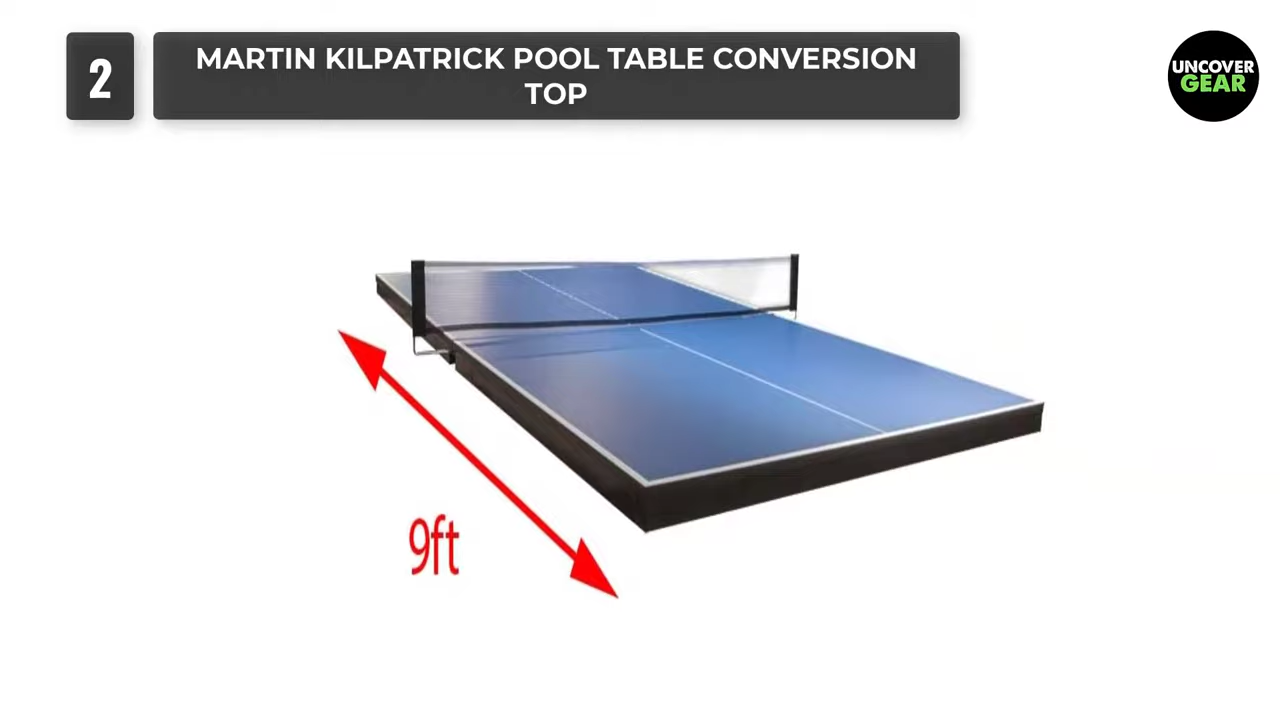 2
MARTIN KILPATRICK POOL TABLE CONVERSION
TOP
UNCOVER
GEAR
9ft